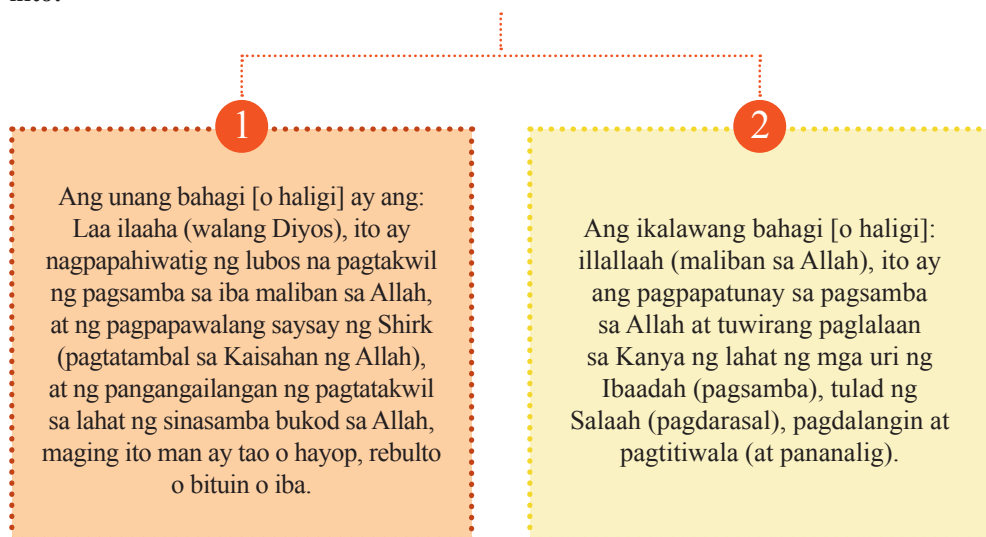 1
Ang unang bahagi [o haligi] ay ang:
Laa ilaaha (walang Diyos), ito ay
nagpapahiwatig ng lubos na pagtakwil
ng pagsamba sa iba maliban sa Allah,
at ng pagpapawalang saysay ng Shirk
(pagtatambal sa Kaisahan ng Allah),
at ng pangangailangan ng pagtatakwil
sa lahat ng sinasamba bukod sa Allah,
maging ito man ay tao o hayop, rebulto
o bituin o iba.
2
Ang ikalawang bahagi [o haligi]:
illallaah (maliban sa Allah), ito ay
ang pagpapatunay sa pagsamba
sa Allah at tuwirang paglalaan
sa Kanya ng lahat ng mga uri ng
Ibaadah (pagsamba), tulad ng
Salaah (pagdarasal), pagdalangin at
pagtitiwala (at pananalig).